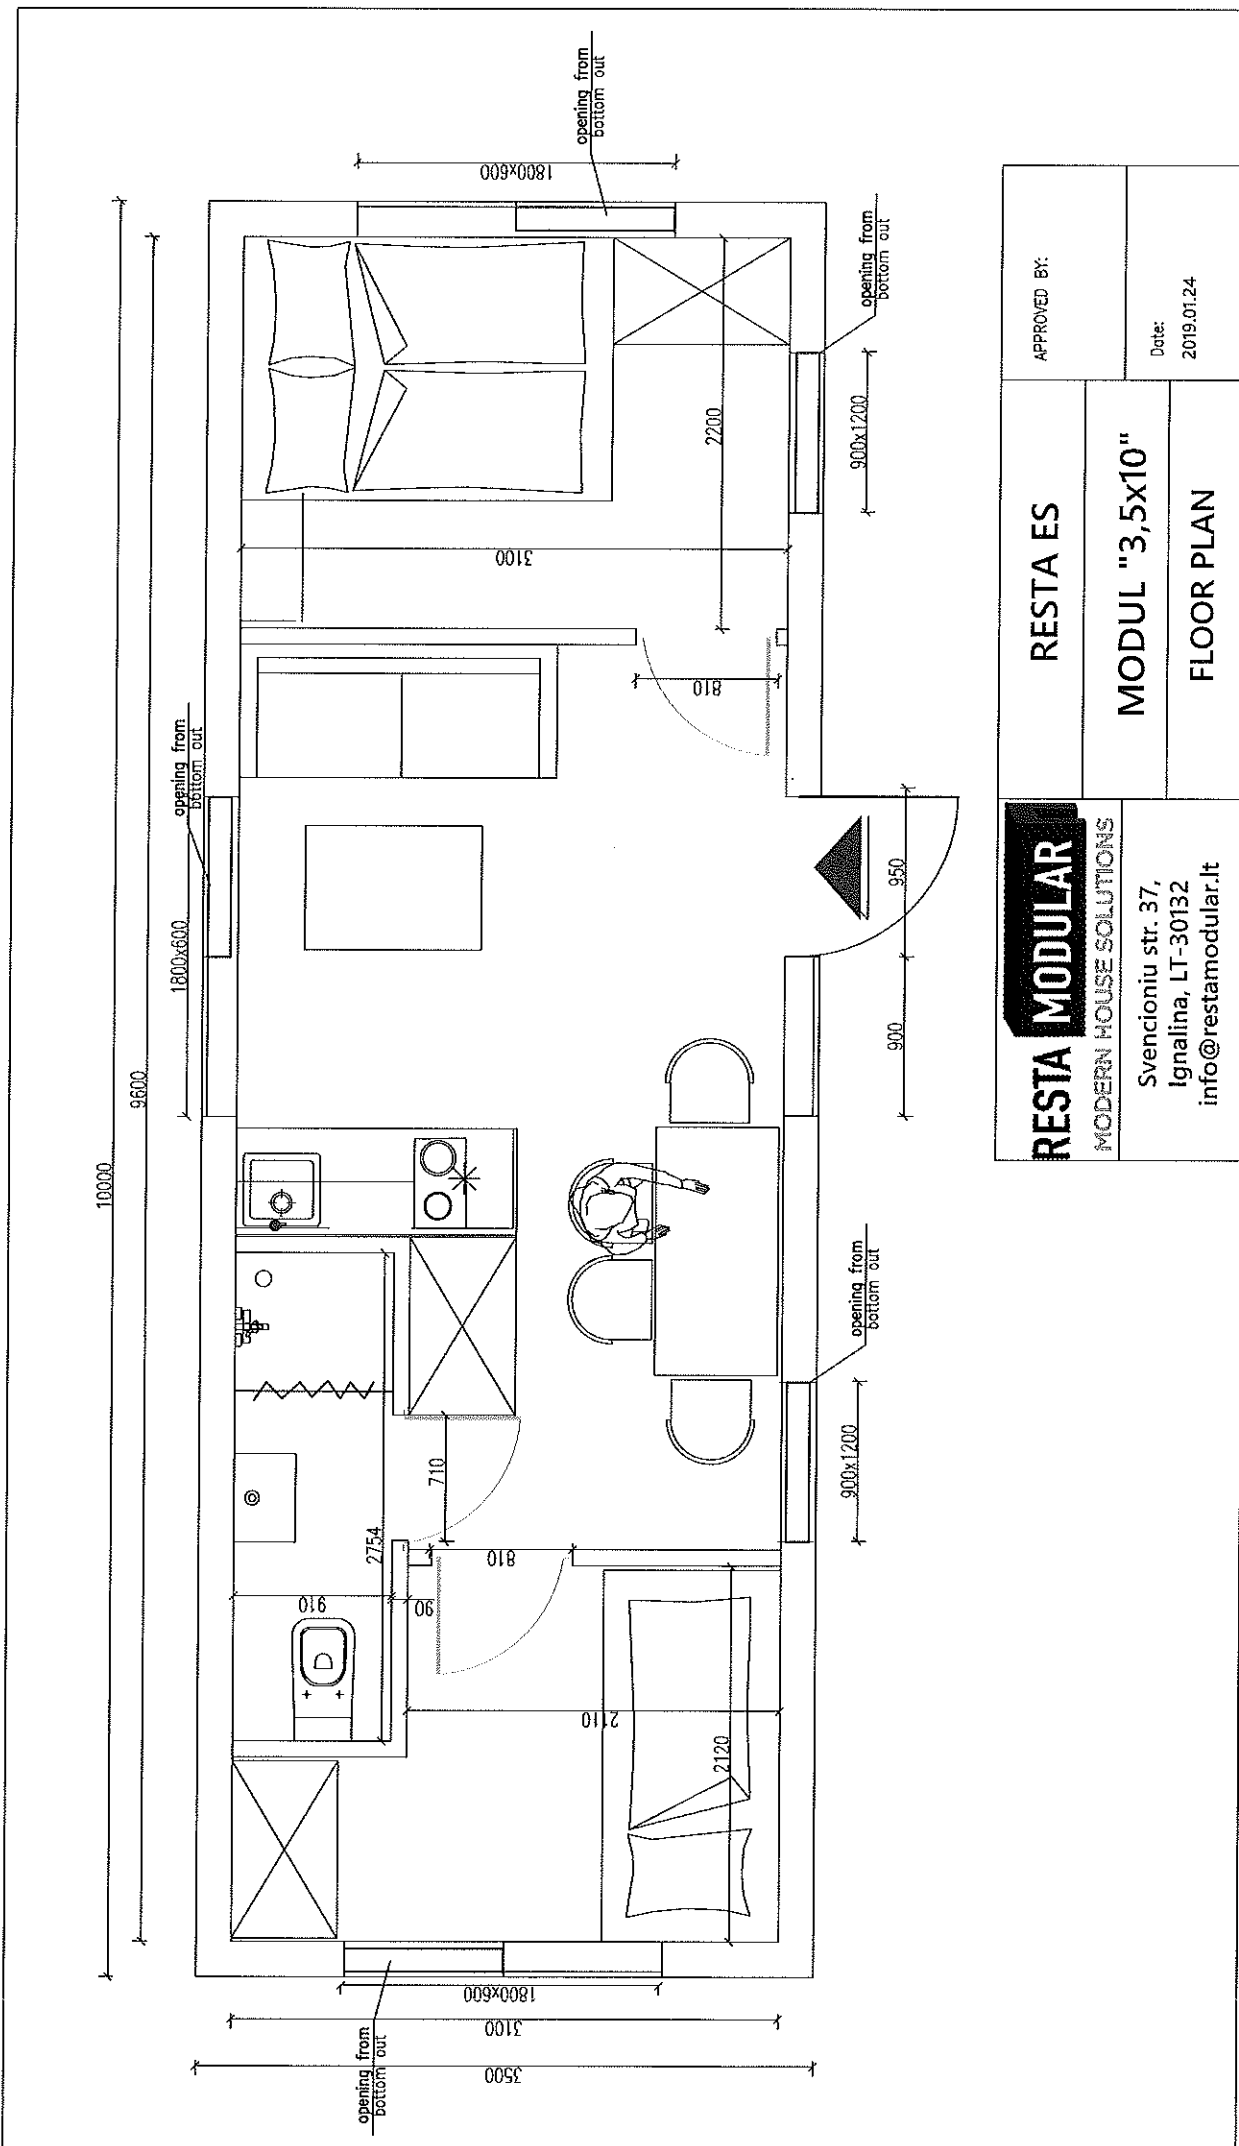 10000
9600
1800x600
opening from
bottom out
opening from
bottom out
1800x600
opening from
bottom out
900x1200
2200
3100
810
950
900
710
2754
910
90
810
2110
2120
opening from
bottom out
900x1200
1800x600
3100
3500
opening from
bottom out
RESTA MODULAR
MODERN HOUSE SOLUTIONS
Svencioniu str. 37,
Ignalina, LT-30132
info@restamodular.lt
RESTA ES
MODUL "3,5x10"
FLOOR PLAN
APPROVED BY:
Date:
2019.01.24